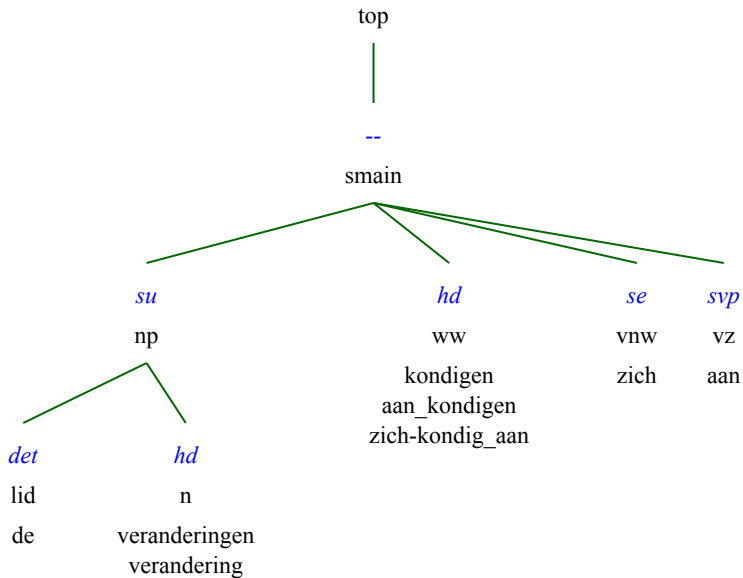 top
--
smain
su hd se svp
np ww vnw vz
kondigen zich aan
aan_kondigen
zich-kondig_aan
det hd
lid n
de veranderingen
verandering